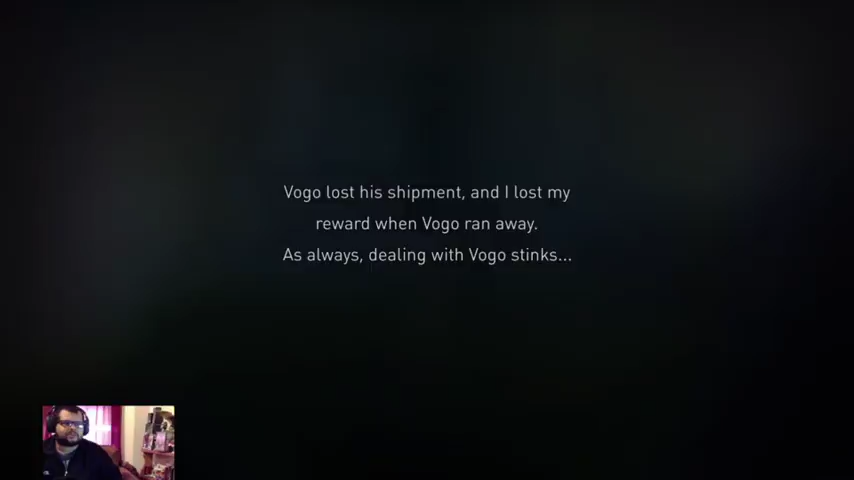 Vogo lost his shipment, and I lost my
reward when Vogo ran away.
As always, dealing with Vogo stinks...